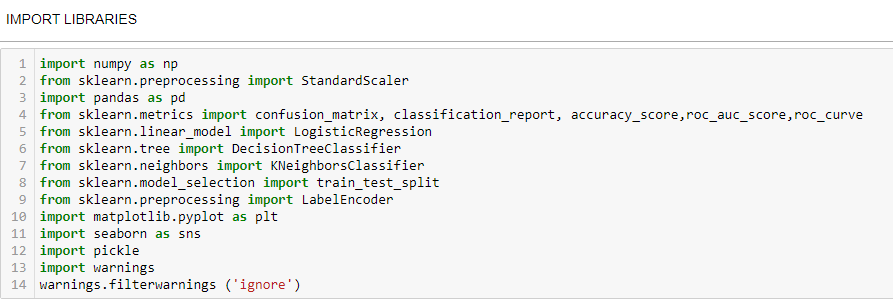 IMPORT LIBRARIES
1 import numpy as np
2 from sklearn.preprocessing import StandardScaler
3 import pandas as pd
4 from sklearn.metrics import confusion_matrix, classification_report, accuracy_score,roc_auc_score,roc_curve
5 from sklearn.linear_model import LogisticRegression
6 from sklearn.tree import DecisionTreeClassifier
7 from sklearn.neighbors import KNeighborsClassifier
8 from sklearn.model_selection import train_test_split
9 from sklearn.preprocessing import LabelEncoder
10 import matplotlib.pyplot as plt
11 import seaborn as sns
12 import pickle
13 import warnings
14 warnings.filterwarnings ('ignore')